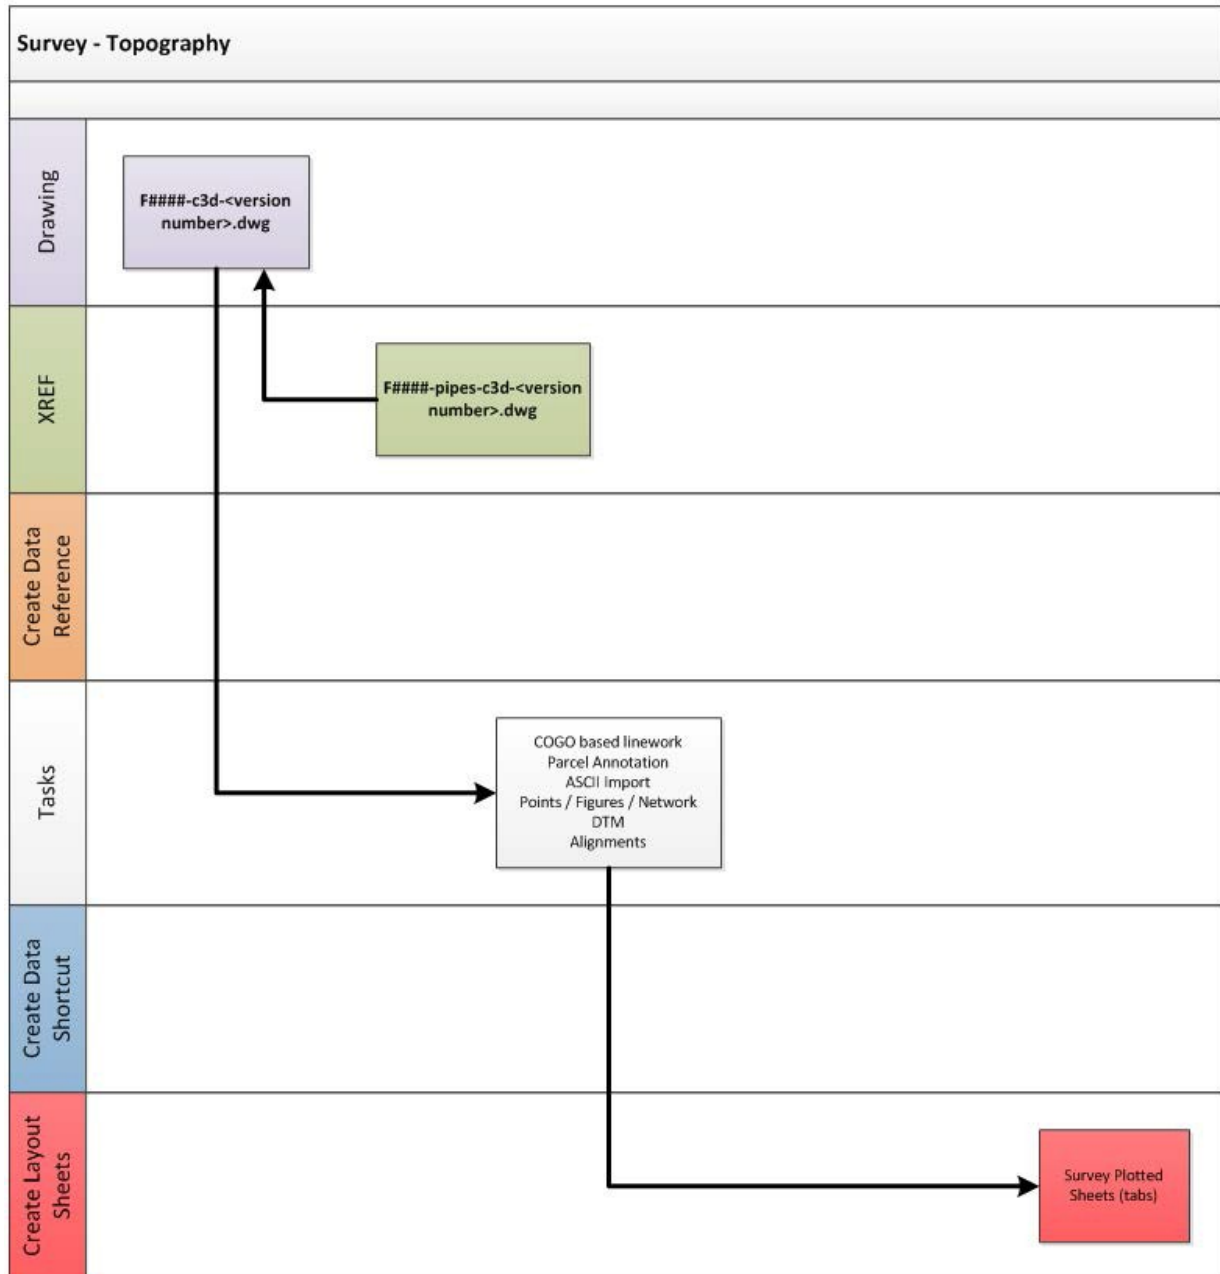 Survey - Topography
Drawing
F####-c3d-<version
number>.dwg
XREF
F####-pipes-c3d-<version
number>.dwg
Create Data
Reference
Tasks
COGO based linework
Parcel Annotation
ASCII Import
Points / Figures / Network
DTM
Alignments
Create Data
Shortcut
Create Layout
Sheets
Survey Plotted
Sheets (tabs)